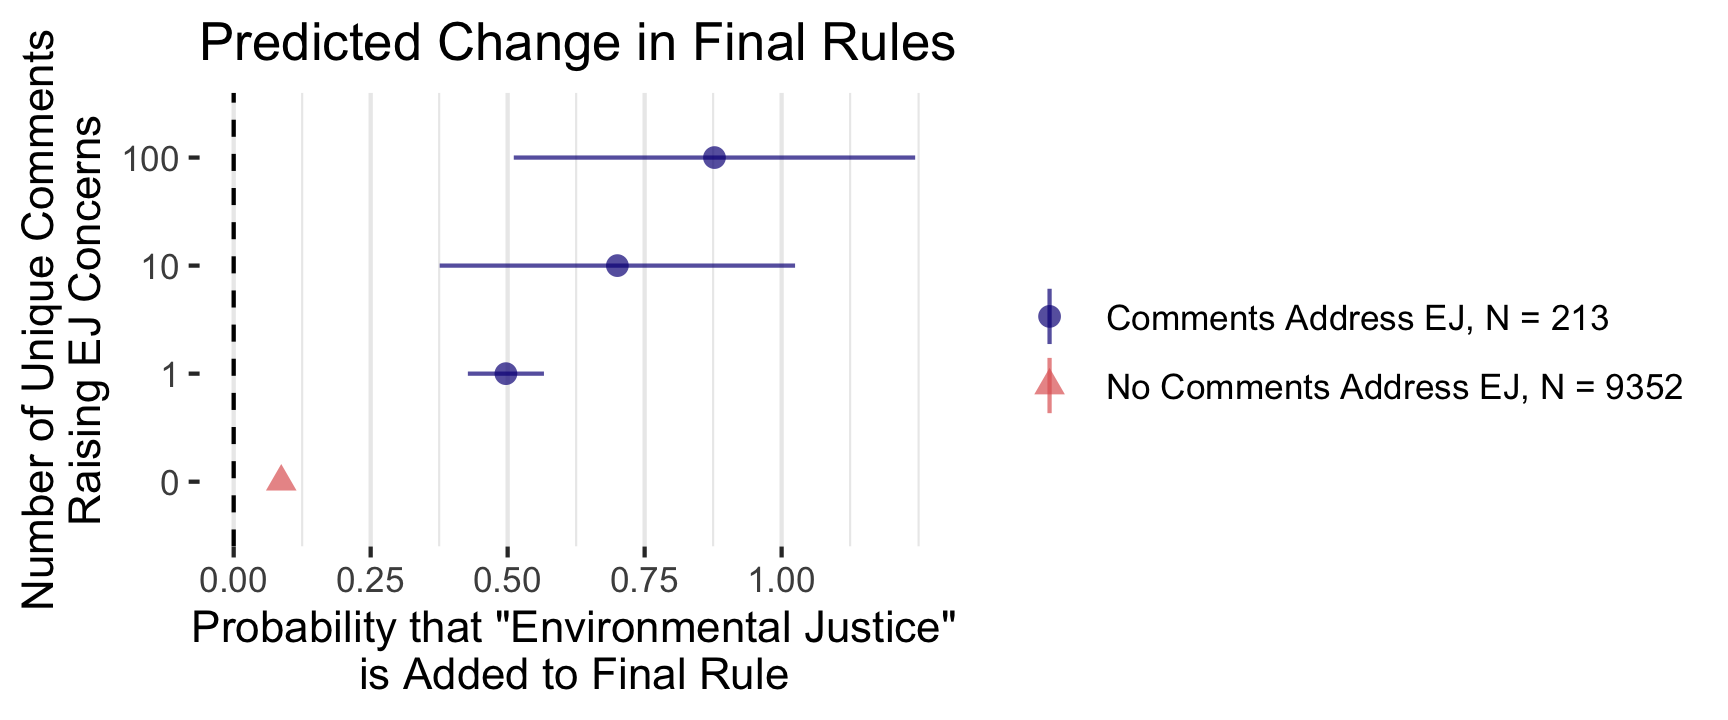 Predicted Change in Final Rules
Number of Unique Comments
Raising EJ Concerns
100
10
1
0
0.00 0.25 0.50 0.75 1.00
Probability that "Environmental Justice"
is Added to Final Rule
Comments Address EJ, N = 213
No Comments Address EJ, N = 9352